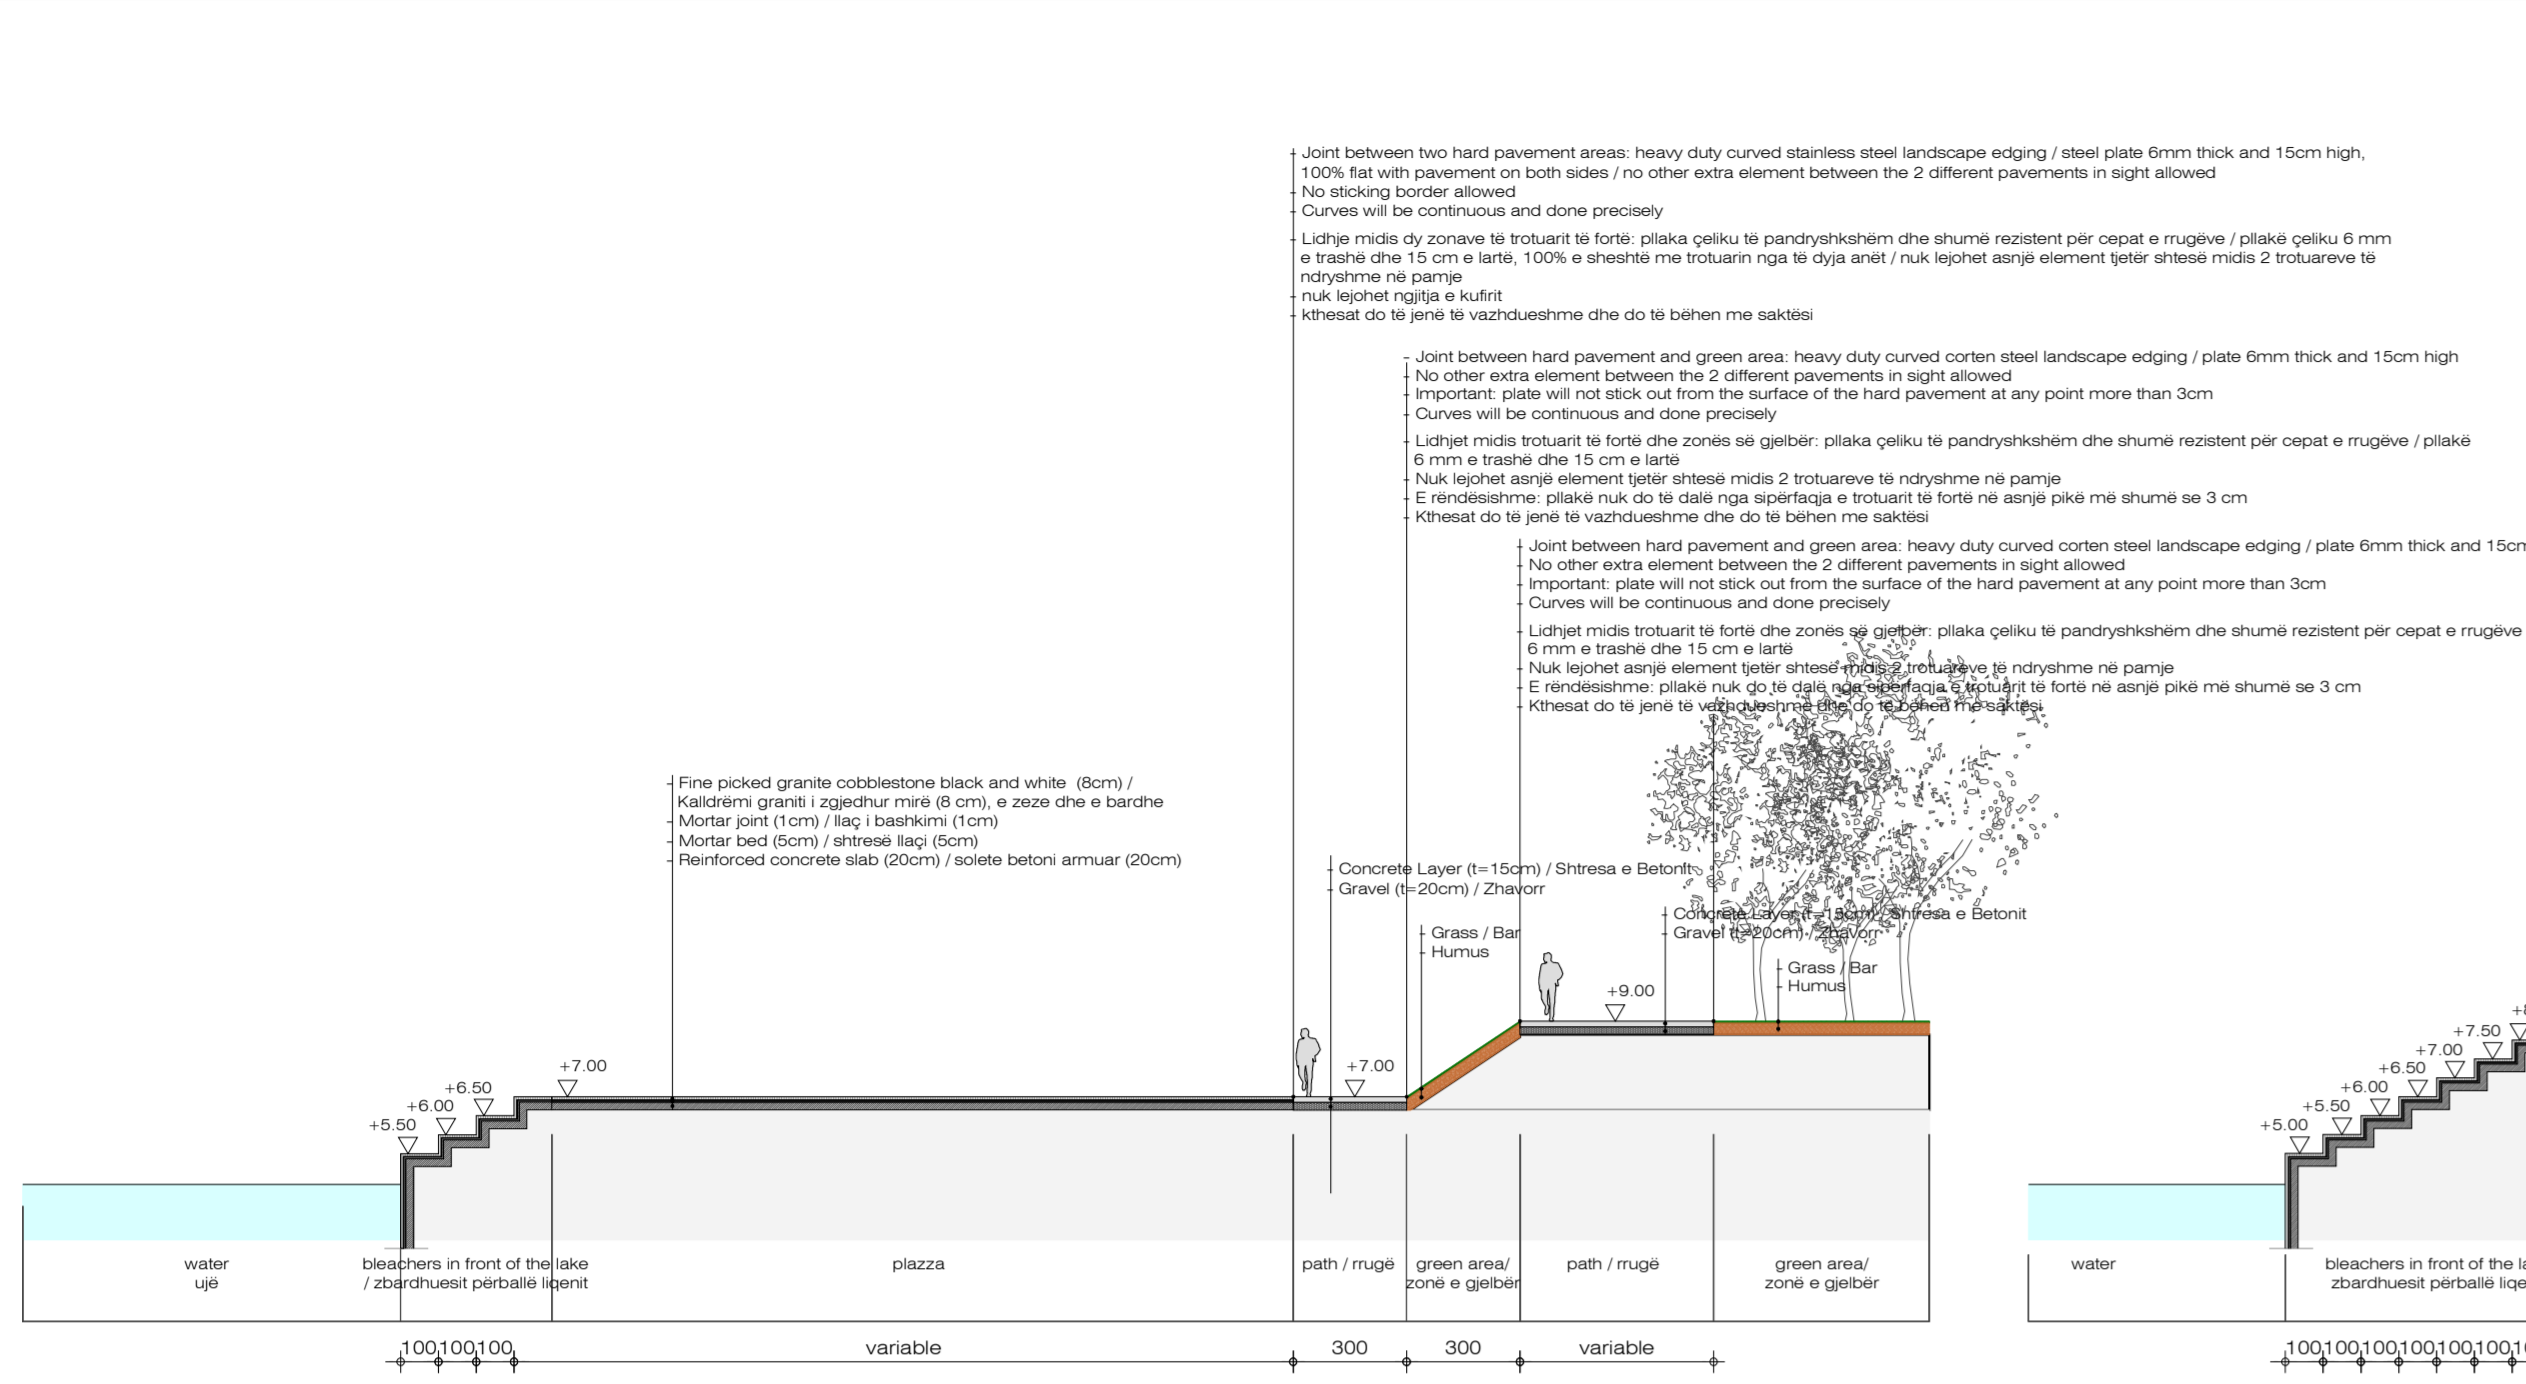 Joint between two hard pavement areas: heavy duty curved stainless steel landscape edging / steel plate 6mm thick and 15cm high,
100% flat with pavement on both sides / no other extra element between the 2 different pavements in sight allowed
No sticking border allowed
Curves will be continuous and done precisely
Lidhje midis dy zonave të trotuarit të fortë: pllaka çeliku të pandryshkshëm dhe shumë rezistent për cepat e rrugëve / pllakë çeliku 6 mm
e trashë dhe 15 cm e lartë, 100% e sheshtë me trotuarin nga të dyja anët / nuk lejohet asnjë element tjetër shtesë midis 2 trotuareve të
ndryshme në pamje
nuk lejohet ngjitja e kufirit
kthesat do të jenë të vazhdueshme dhe do të bëhen me saktësi
Joint between hard pavement and green area: heavy duty curved corten steel landscape edging / plate 6mm thick and 15cm high
No other extra element between the 2 different pavements in sight allowed
Important: plate will not stick out from the surface of the hard pavement at any point more than 3cm
Curves will be continuous and done precisely
Lidhjet midis trotuarit të fortë dhe zonës së gjelbër: pllaka çeliku të pandryshkshëm dhe shumë rezistent për cepat e rrugëve / pllakë
6 mm e trashë dhe 15 cm e lartë
Nuk lejohet asnjë element tjetër shtesë midis 2 trotuareve të ndryshme në pamje
E rëndësishme: pllakë nuk do të dalë nga sipërfaqja e trotuarit të fortë në asnjë pikë më shumë se 3 cm
Kthesat do të jenë të vazhdueshme dhe do të bëhen me saktësi
Joint between hard pavement and green area: heavy duty curved corten steel landscape edging / plate 6mm thick and 15cm
No other extra element between the 2 different pavements in sight allowed
Important: plate will not stick out from the surface of the hard pavement at any point more than 3cm
Curves will be continuous and done precisely
Lidhjet midis trotuarit të fortë dhe zonës së gjelbër: pllaka çeliku të pandryshkshëm dhe shumë rezistent për cepat e rrugëve
6 mm e trashë dhe 15 cm e lartë
Nuk lejohet asnjë element tjetër shtesë midis 2 trotuareve të ndryshme në pamje
E rëndësishme: pllakë nuk do të dalë nga sipërfaqja e trotuarit të fortë në asnjë pikë më shumë se 3 cm
Kthesat do të jenë të vazhdueshme dhe do të bëhen me saktësi
Fine picked granite cobblestone black and white (8cm) /
Kalldrëmi graniti i zgjedhur mirë (8 cm), e zeze dhe e bardhe
Mortar joint (1cm) / llaç i bashkimi (1cm)
Mortar bed (5cm) / shtresë llaçi (5cm)
Reinforced concrete slab (20cm) / solete betoni armuar (20cm)
Concrete Layer (t=15cm) / Shtresa e Betonit
Gravel (t=20cm) / Zhavorr
Concrete Layer (t=15cm) / Shtresa e Betonit
Gravel (t=20cm) / Zhavorr
Grass / Bar
Humus
Grass / Bar
Humus
+9.00
+7.00
+7.00
+6.50
+6.00
+5.50
+7.50
+7.00
+6.50
+6.00
+5.50
+5.00
water
ujë
bleachers in front of the lake
/ zbardhuesit përballë liqenit
plazza
path / rrugë
green area/
zonë e gjelbër
path / rrugë
green area/
zonë e gjelbër
water
bleachers in front of the
zbardhuesit përballë
100 100 100 variable 300 300 variable
100 100 100 100 100 100